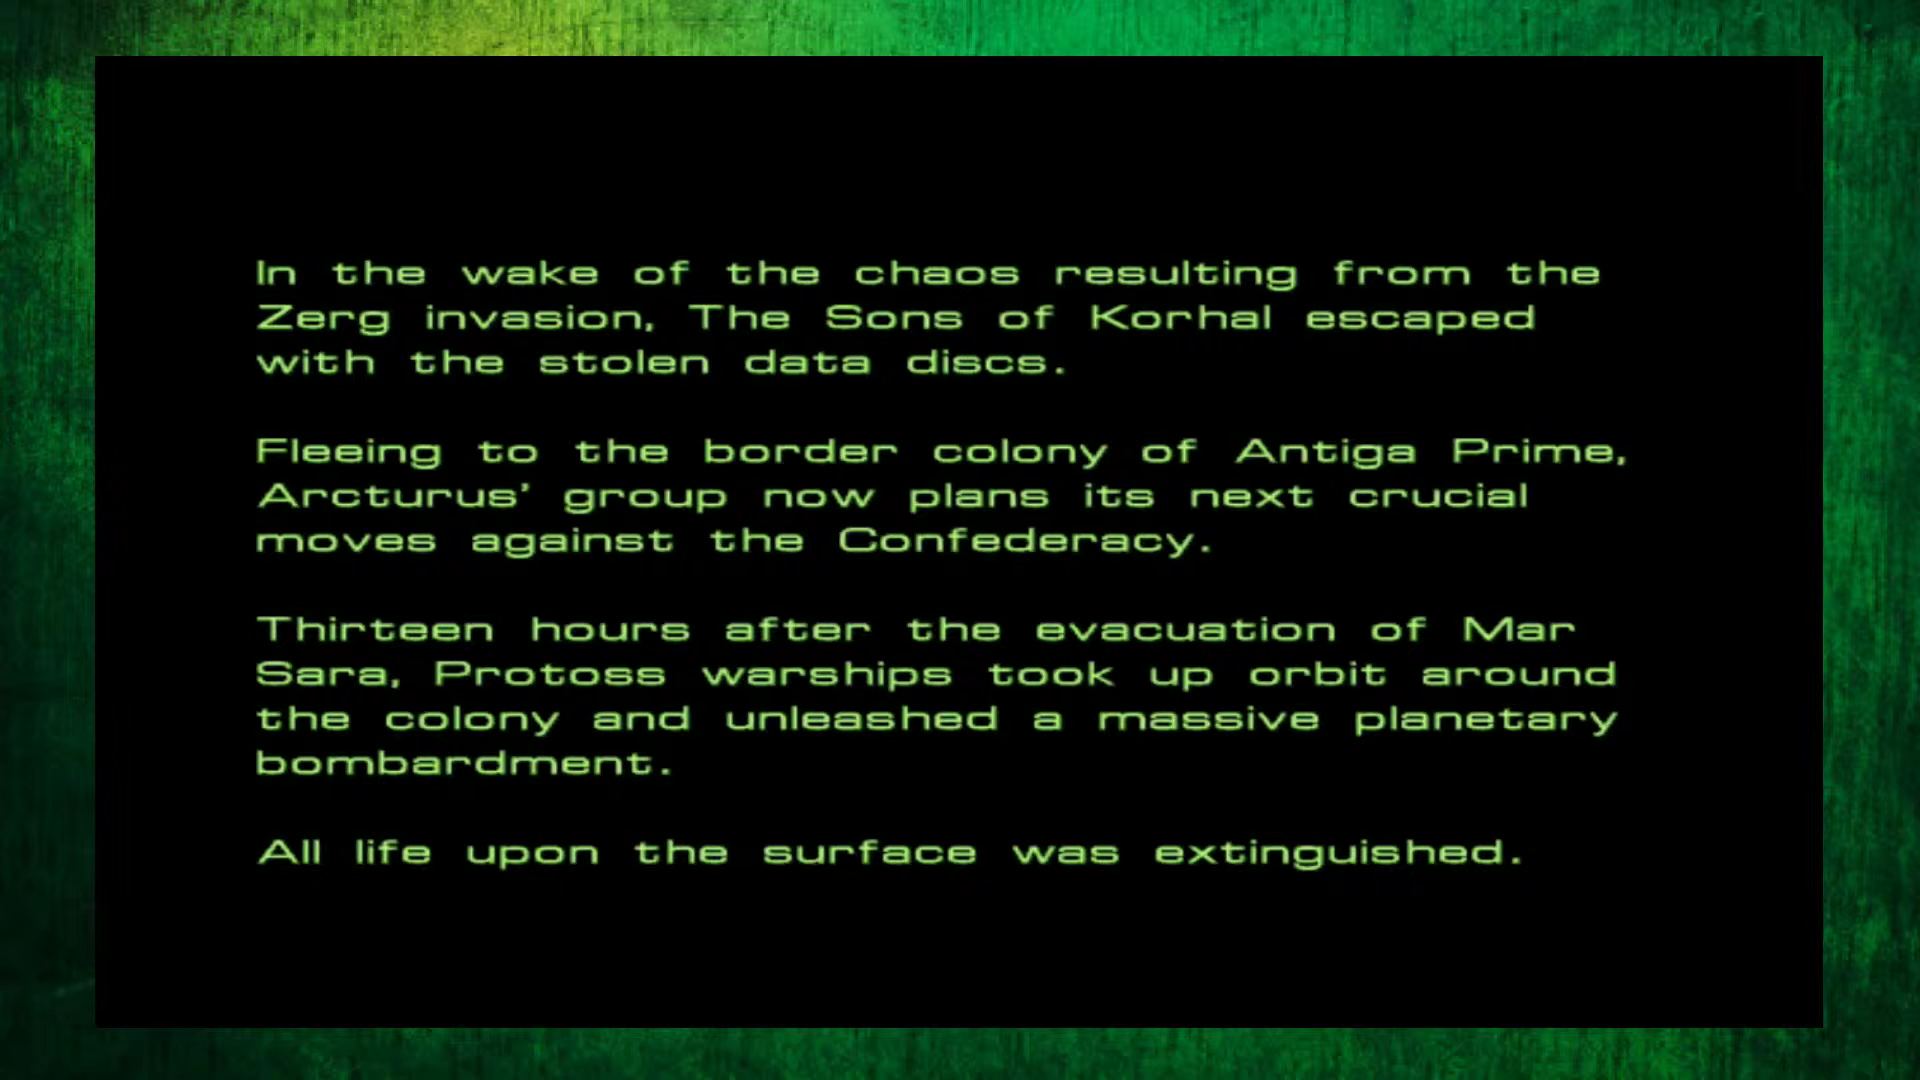 In the wake of the chaos resulting from the
Zerg invasion, The Sons of Korhal escaped
with the stolen data discs.
Fleeing to the border colony of Antiga Prime,
Arcturus' group now plans its next crucial
moves against the Confederacy.
Thirteen hours after the evacuation of Mar
Sara, Protoss warships took up orbit around
the colony and unleashed a massive planetary
bombardment.
All life upon the surface was extinguished.